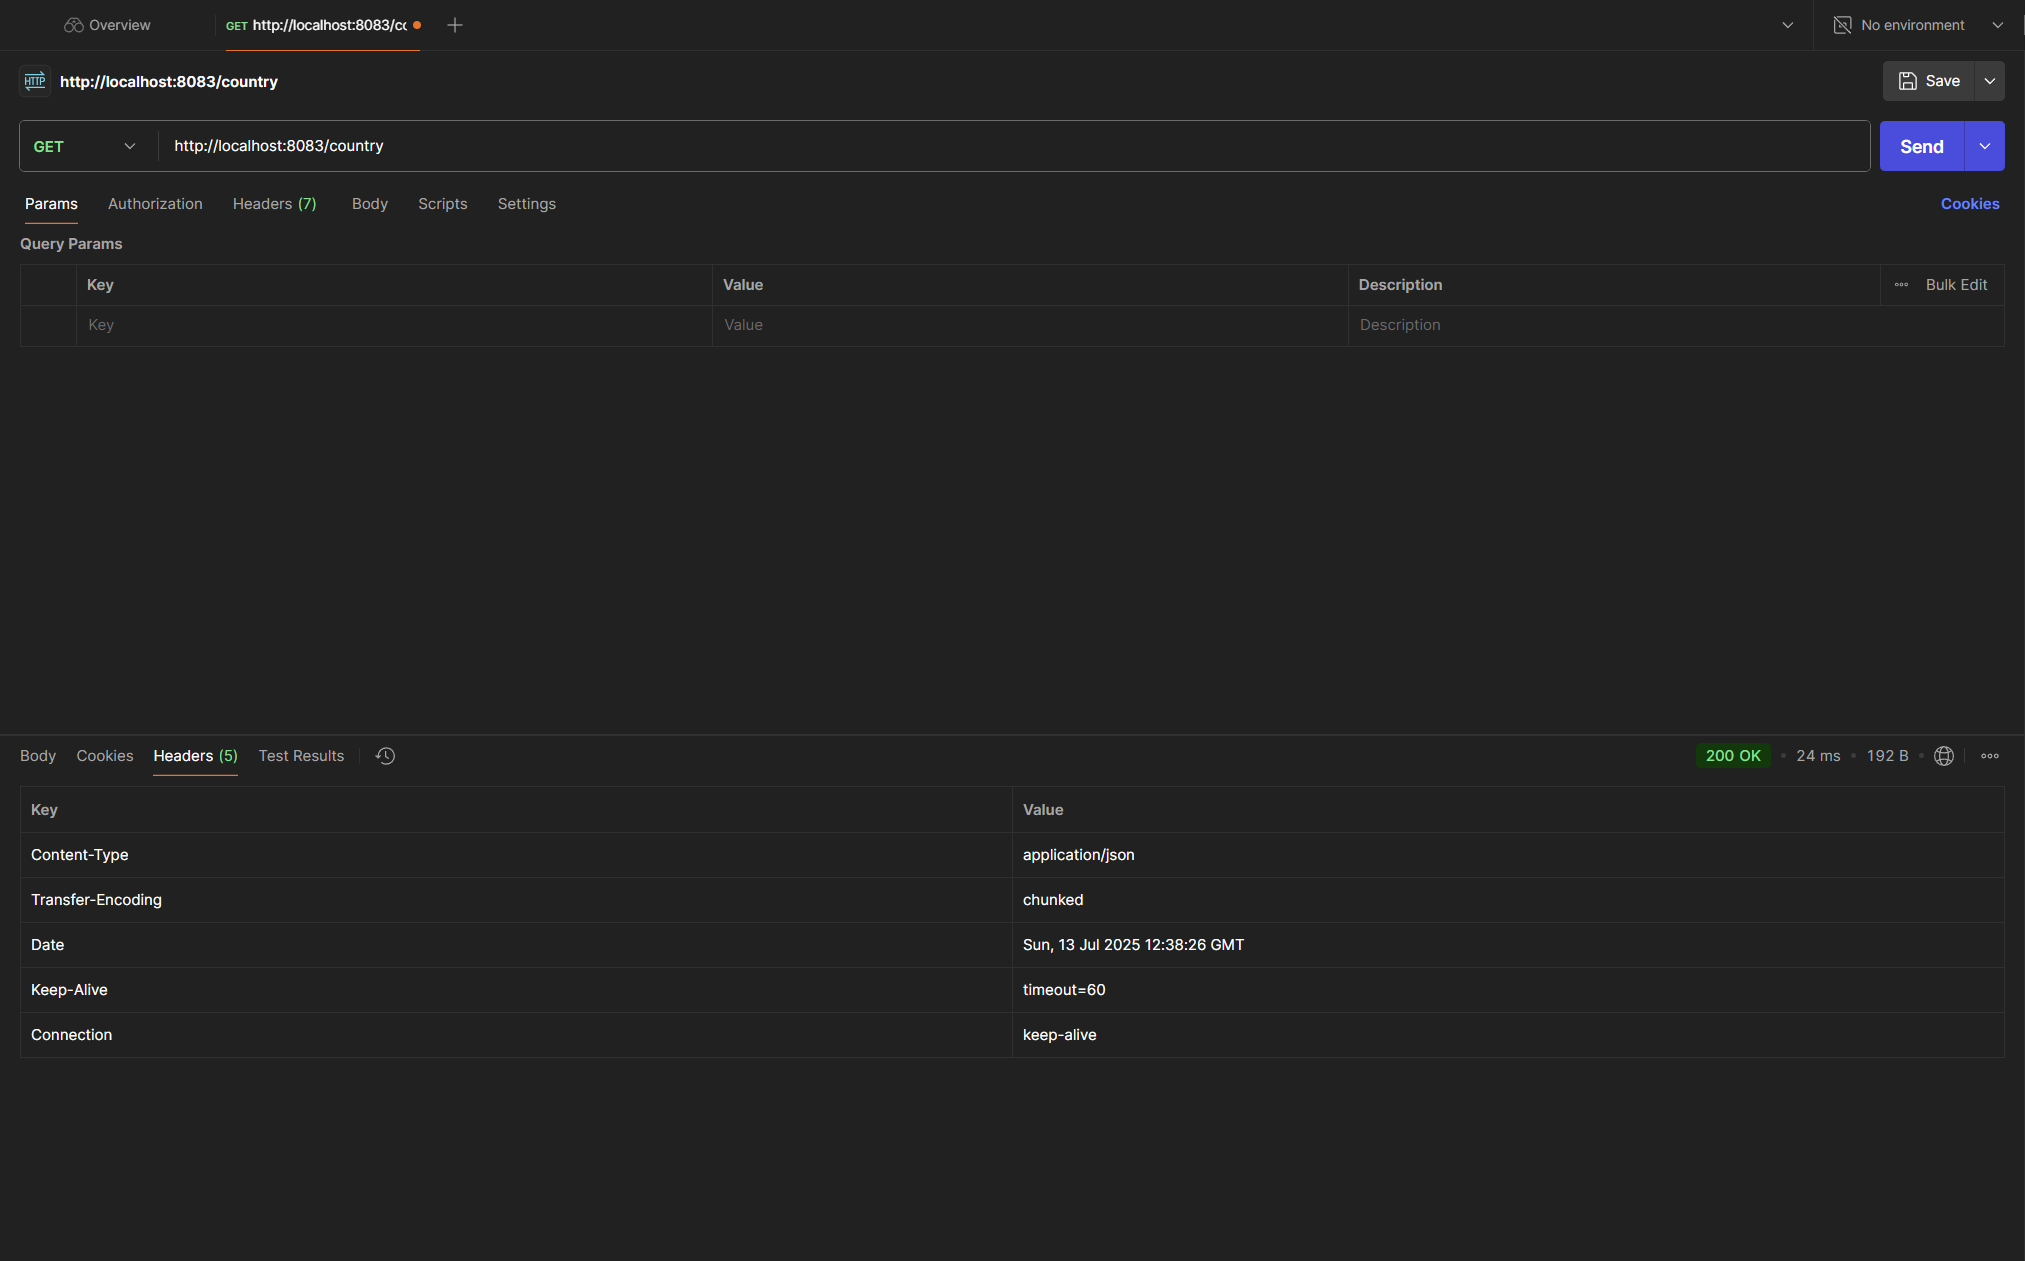 Overview
GET http://localhost:8083/cc
No environment
HTTP http://localhost:8083/country
Save
GET http://localhost:8083/country
Send
Params Authorization Headers (7) Body Scripts Settings Cookies
Query Params
Key Value Description Bulk Edit
Key Value Description
Body Cookies Headers (5) Test Results 200 OK • 24 ms • 192 B •
Key Value
Content-Type application/json
Transfer-Encoding chunked
Date Sun, 13 Jul 2025 12:38:26 GMT
Keep-Alive timeout=60
Connection keep-alive